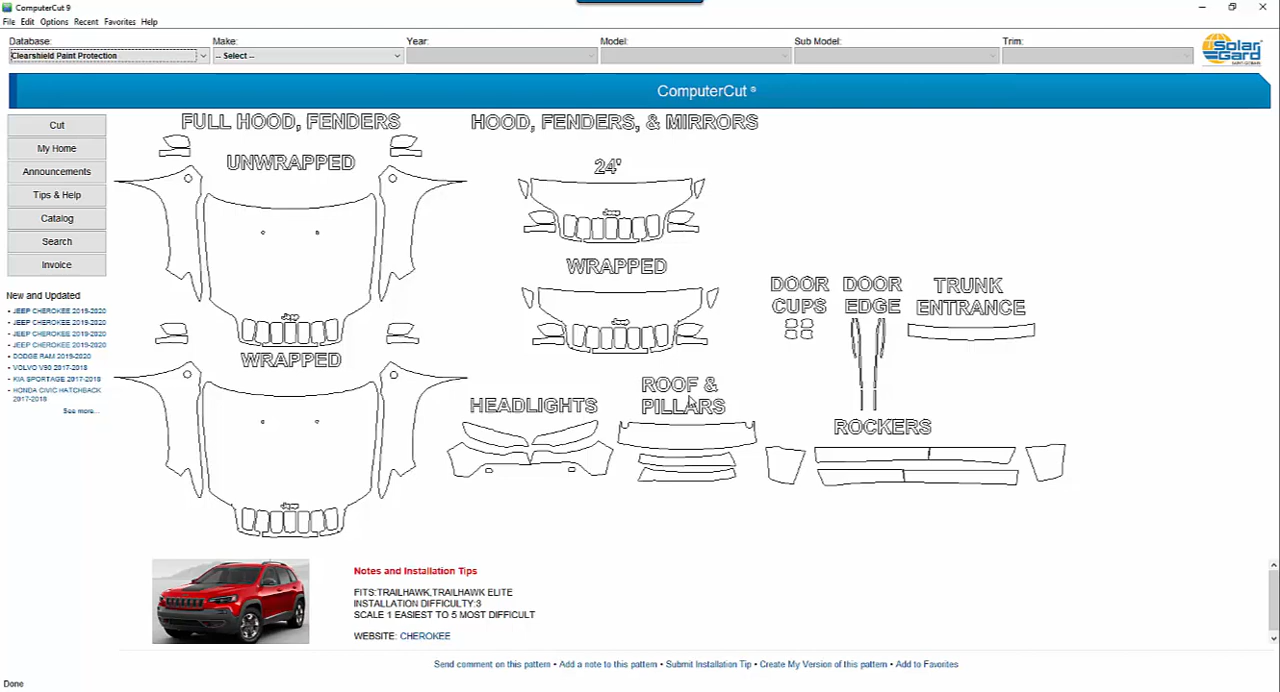 ComputerCut 9
File Edit Options Recent Favorites Help
Database: Make: Year: Model: Sub Model: Trim:
Clearshield Paint Protection -- Select --
Solar Gard
SAINT-GOBAIN
ComputerCut ®
Cut
My Home
Announcements
Tips & Help
Catalog
Search
Invoice
New and Updated
• JEEP CHEROKEE 2019-2020
• JEEP CHEROKEE 2019-2020
• JEEP CHEROKEE 2019-2020
• JEEP CHEROKEE 2019-2020
• DODGE RAM 2019-2020
• VOLVO V90 2017-2018
• KIA SPORTAGE 2017-2018
• HONDA CIVIC HATCHBACK
2017-2018
See more...
FULL HOOD, FENDERS
UNWRAPPED
Jeep
WRAPPED
Jeep
HOOD, FENDERS, & MIRRORS
24"
Jeep
WRAPPED
Jeep
HEADLIGHTS
ROOF &
PILLARS
DOOR
CUPS
DOOR
EDGE
TRUNK
ENTRANCE
ROCKERS
Notes and Installation Tips
FITS:TRAILHAWK,TRAILHAWK ELITE
INSTALLATION DIFFICULTY:3
SCALE 1 EASIEST TO 5 MOST DIFFICULT
WEBSITE: CHEROKEE
Send comment on this pattern • Add a note to this pattern • Submit Installation Tip • Create My Version of this pattern • Add to Favorites
Done